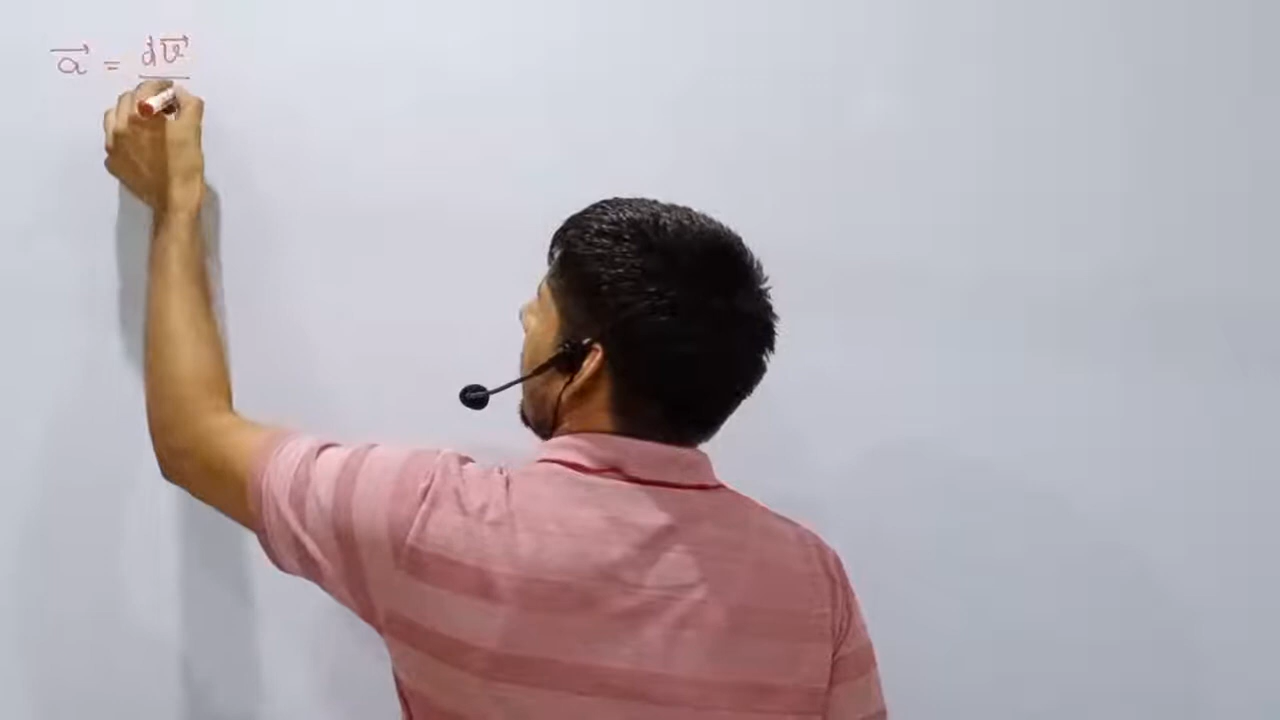 a⃗ = dv⃗